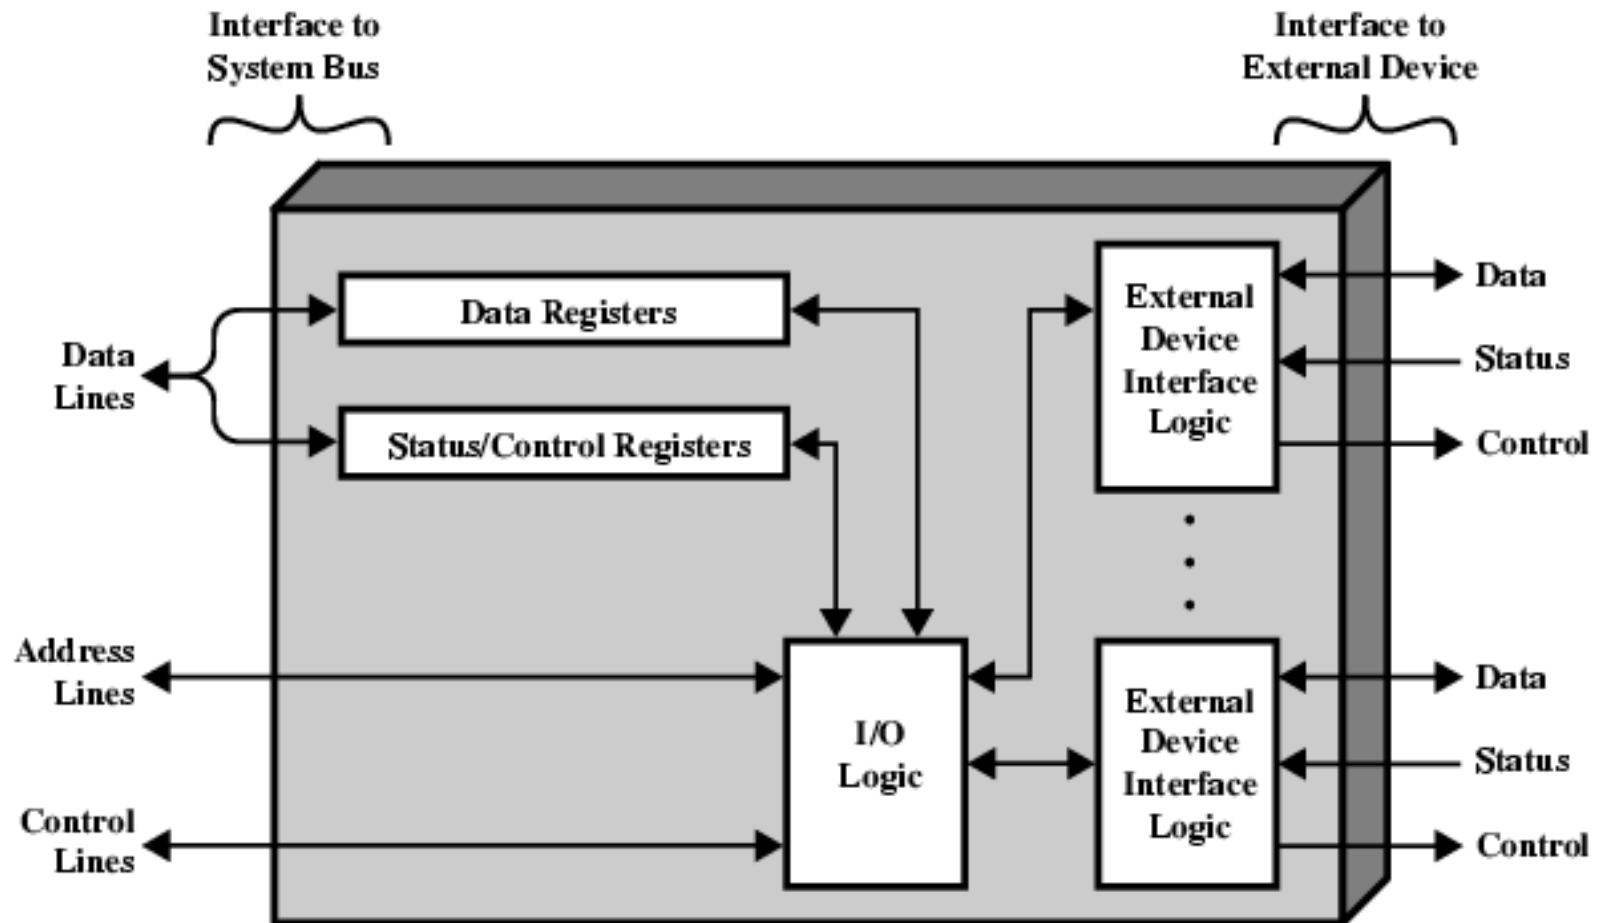 Interface to
System Bus
Interface to
External Device
Data Registers
Data
Lines
Status/Control Registers
External
Device
Interface
Logic
Data
Status
Control
Address
Lines
I/O
Logic
Control
Lines
External
Device
Interface
Logic
Data
Status
Control